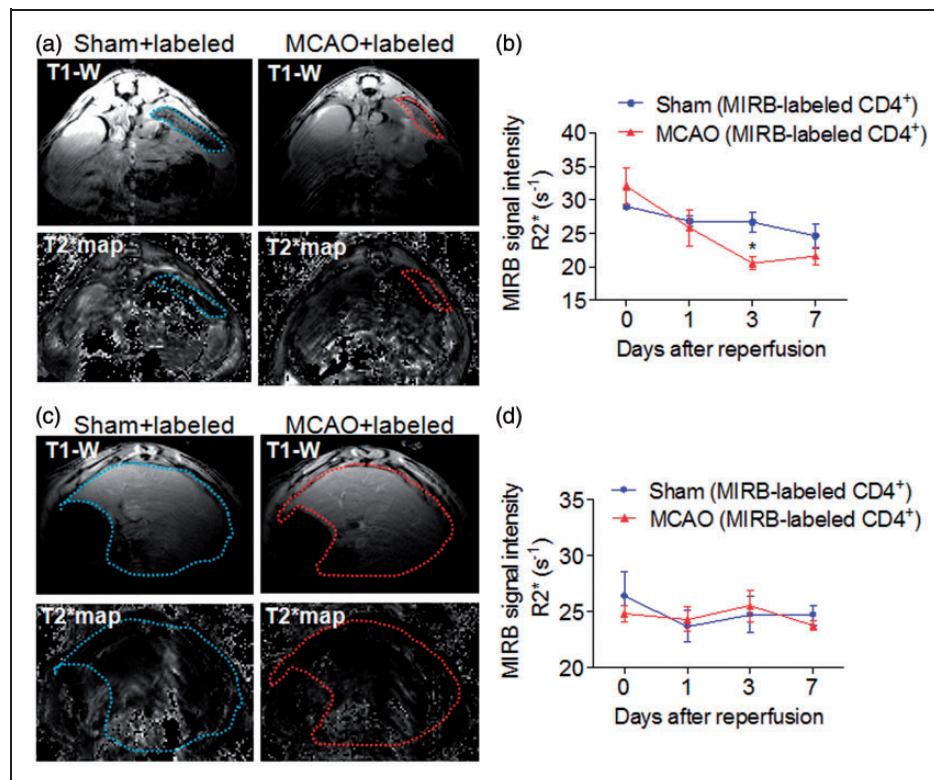 (a) Sham+labeled MCAO+labeled
T1-W T1-W
T2*map T2*map
(b)
Sham (MIRB-labeled CD4⁺)
MCAO (MIRB-labeled CD4⁺)
MIRB signal intensity
R2* (s⁻¹)
40
35
30
25
20
15
*
0 1 3 7
Days after reperfusion
(c) Sham+labeled MCAO+labeled
T1-W T1-W
T2*map T2*map
(d)
Sham (MIRB-labeled CD4⁺)
MCAO (MIRB-labeled CD4⁺)
MIRB signal intensity
R2* (s⁻¹)
35
30
25
20
0 1 3 7
Days after reperfusion